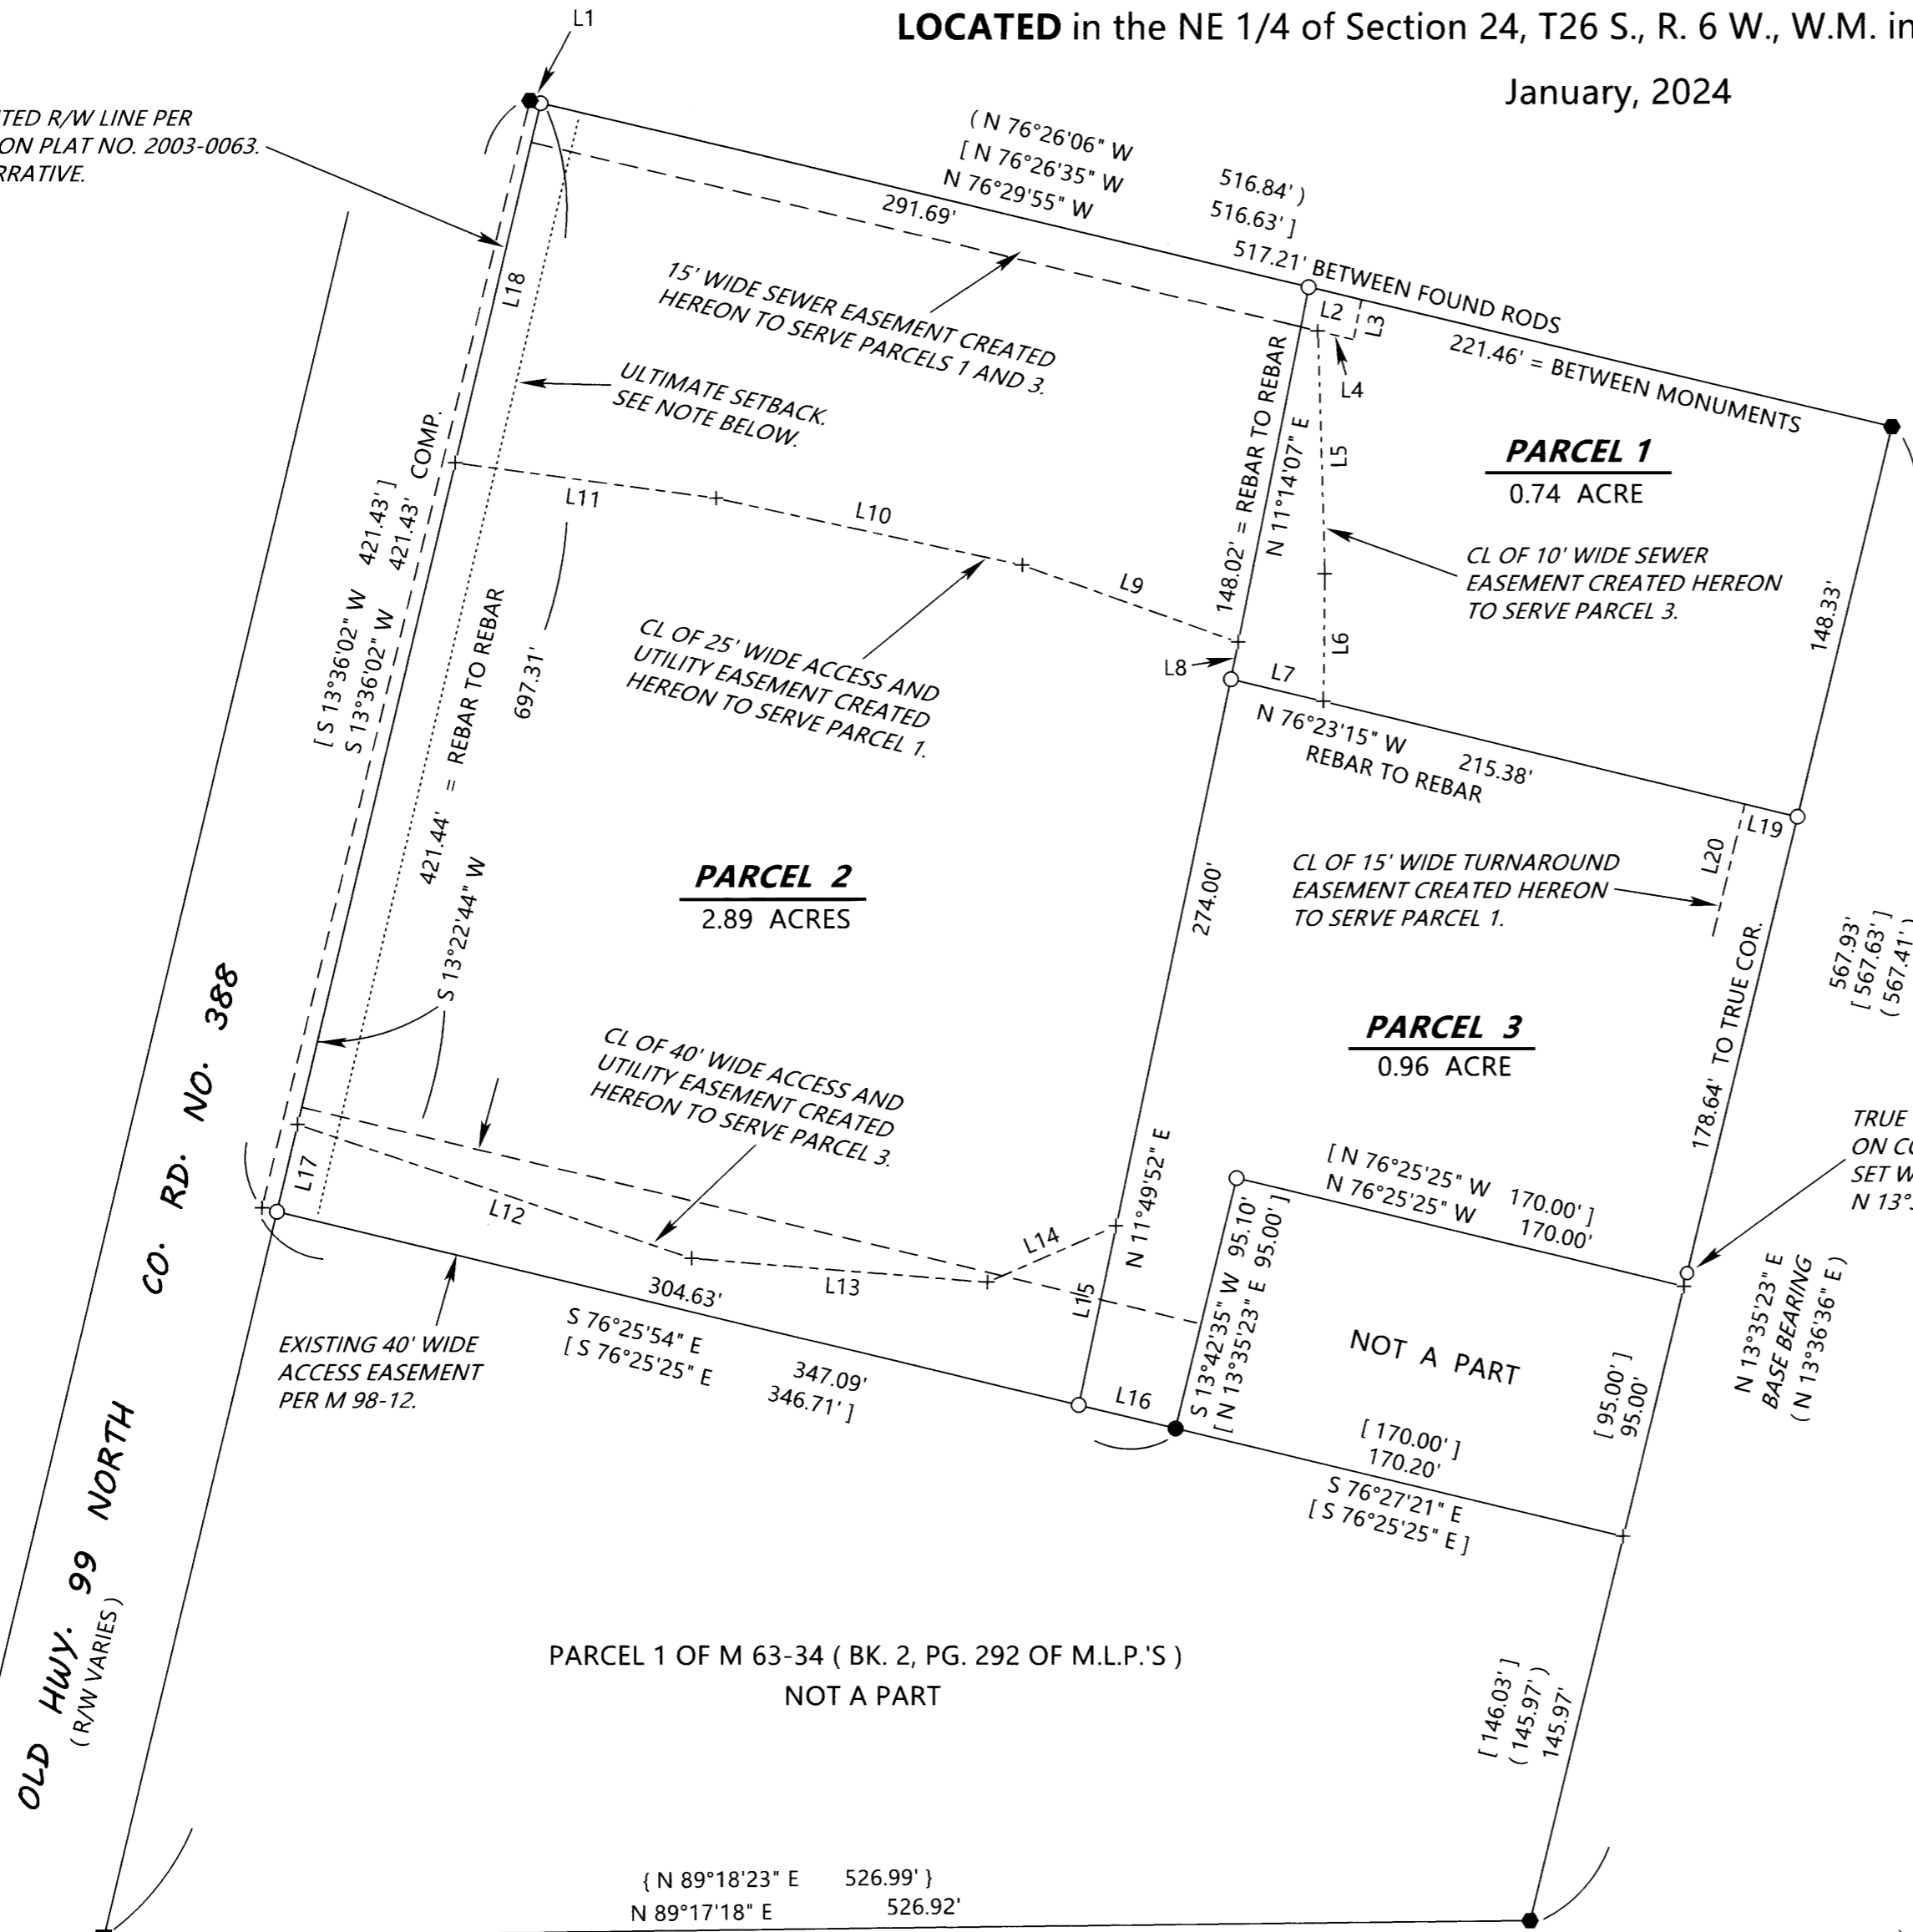 L1
LOCATED in the NE 1/4 of Section 24, T26 S., R. 6 W., W.M. in
January, 2024
TED R/W LINE PER
ON PLAT NO. 2003-0063.
RRATIVE.
( N 76°26'06" W 516.84' )
[ N 76°26'35" W 516.63' ]
N 76°29'55" W 517.21' BETWEEN FOUND RODS
291.69'
221.46' = BETWEEN MONUMENTS
L18
15' WIDE SEWER EASEMENT CREATED
HEREON TO SERVE PARCELS 1 AND 3.
L2
L3
L4
ULTIMATE SETBACK.
SEE NOTE BELOW.
148.02' = REBAR TO REBAR
N 11°14'07" E
L5
PARCEL 1
0.74 ACRE
[ S 13°36'02" W 421.43' ]
S 13°36'02" W 421.43' COMP.
L11
L10
L9
CL OF 10' WIDE SEWER
EASEMENT CREATED HEREON
TO SERVE PARCEL 3.
148.33'
421.44' = REBAR TO REBAR
697.31'
CL OF 25' WIDE ACCESS AND
UTILITY EASEMENT CREATED
HEREON TO SERVE PARCEL 1.
L8
L7
L6
N 76°23'15" W 215.38'
REBAR TO REBAR
S 13°22'44" W
PARCEL 2
2.89 ACRES
274.00'
CL OF 15' WIDE TURNAROUND
EASEMENT CREATED HEREON
TO SERVE PARCEL 1.
L20
L19
567.93'
[ 567.63' ]
( 567.41' )
178.64' TO TRUE COR.
PARCEL 3
0.96 ACRE
CO. RD. NO. 388
CL OF 40' WIDE ACCESS AND
UTILITY EASEMENT CREATED
HEREON TO SERVE PARCEL 3.
TRUE
ON CO
SET W
N 13°
L17
L12
L13
L14
L15
N 11°49'52" E
[ N 76°25'25" W 170.00' ]
N 76°25'25" W 170.00'
S 13°42'35" W 95.10'
[ N 13°35'23" E 95.00' ]
NOT A PART
N 13°35'23" E
BASE BEARING
( N 13°36'36" E )
EXISTING 40' WIDE
ACCESS EASEMENT
PER M 98-12.
304.63'
S 76°25'54" E 347.09'
[ S 76°25'25" E 346.71' ]
L16
[ 170.00' ]
170.20'
S 76°27'21" E
[ S 76°25'25" E ]
[ 95.00' ]
95.00'
OLD HWY. 99 NORTH
( R/W VARIES )
PARCEL 1 OF M 63-34 ( BK. 2, PG. 292 OF M.L.P.'S )
NOT A PART
[ 146.03' ]
( 145.97' )
145.97'
{ N 89°18'23" E 526.99' }
N 89°17'18" E 526.92'